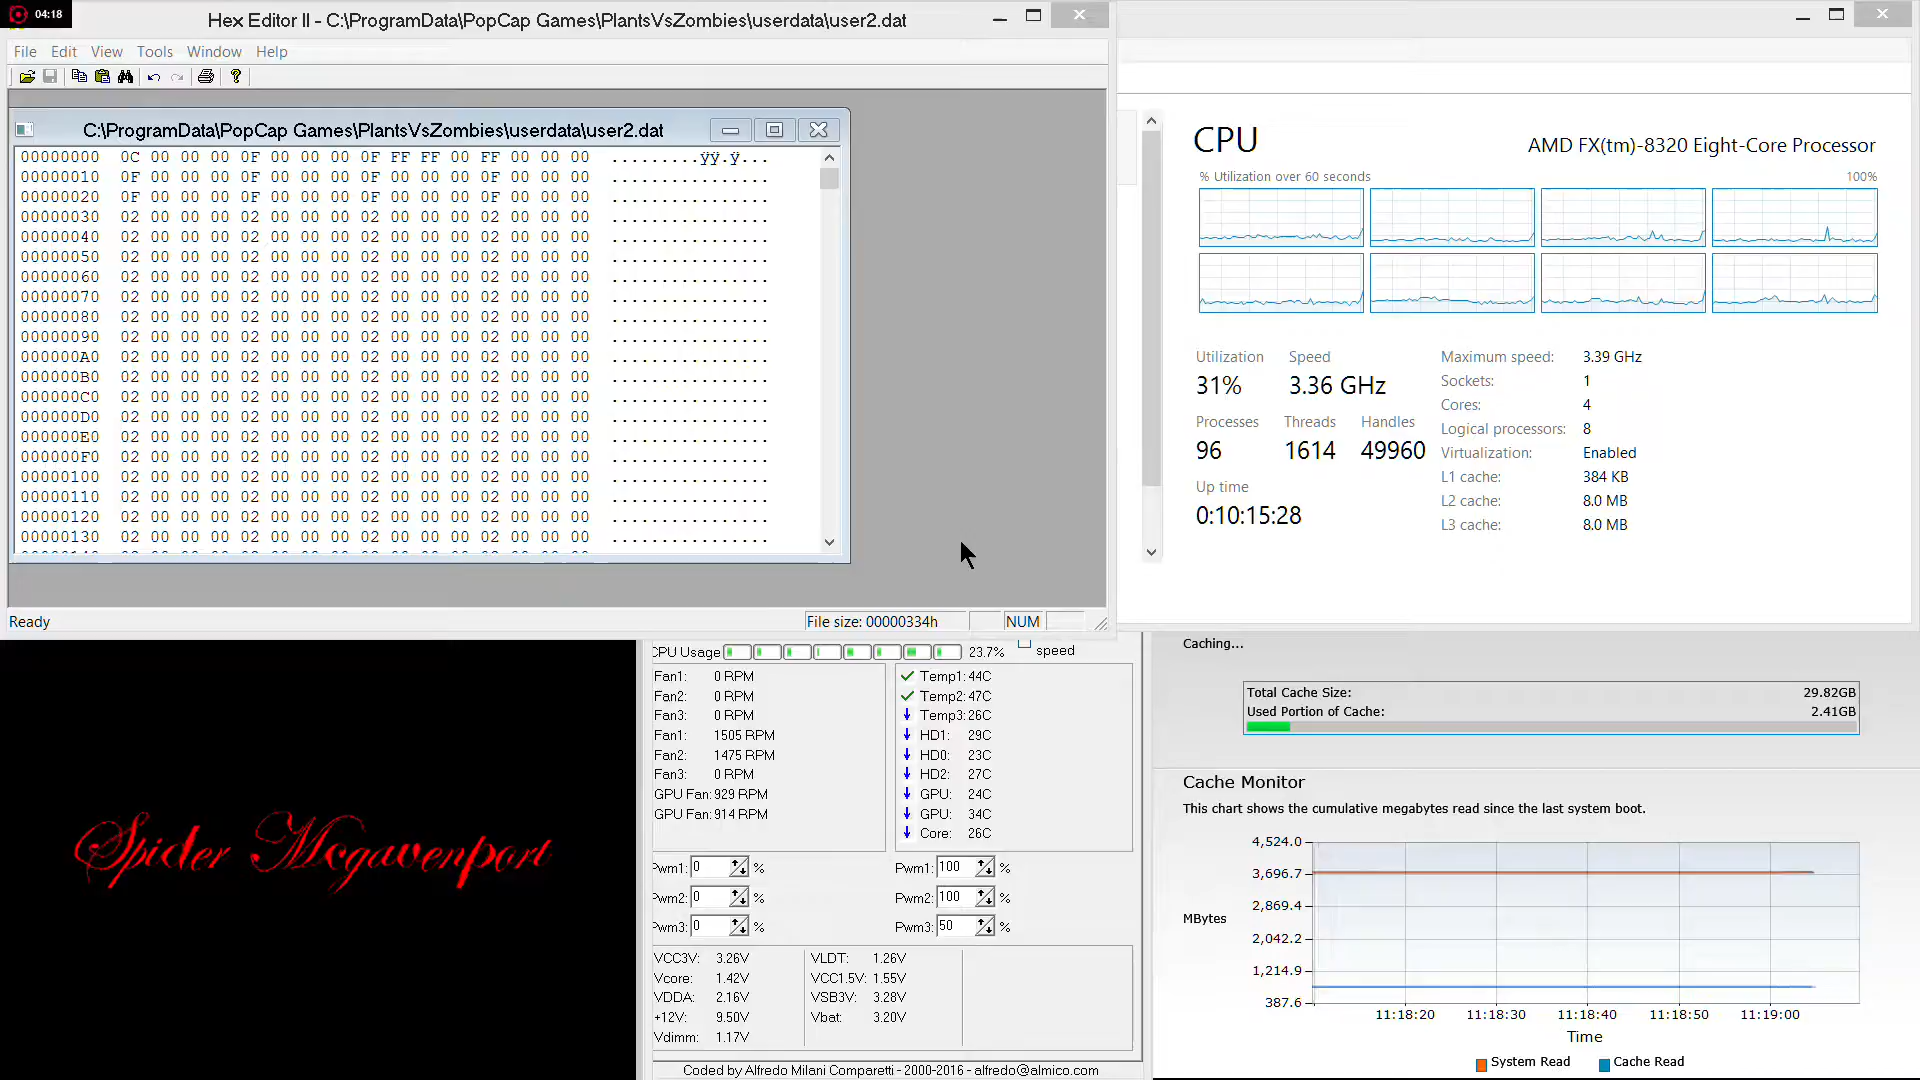 04:18
Hex Editor II - C:\ProgramData\PopCap Games\PlantsVsZombies\userdata\user2.dat
File Edit View Tools Window Help
C:\ProgramData\PopCap Games\PlantsVsZombies\userdata\user2.dat
00000000 0C 00 00 00 0F 00 00 00 0F FF FF 00 FF 00 00 00 .........ÿÿ.ÿ...
00000010 0F 00 00 00 0F 00 00 00 0F 00 00 00 0F 00 00 00 ................
00000020 0F 00 00 00 0F 00 00 00 0F 00 00 00 0F 00 00 00 ................
00000030 02 00 00 00 02 00 00 00 02 00 00 00 02 00 00 00 ................
00000040 02 00 00 00 02 00 00 00 02 00 00 00 02 00 00 00 ................
00000050 02 00 00 00 02 00 00 00 02 00 00 00 02 00 00 00 ................
00000060 02 00 00 00 02 00 00 00 02 00 00 00 02 00 00 00 ................
00000070 02 00 00 00 02 00 00 00 02 00 00 00 02 00 00 00 ................
00000080 02 00 00 00 02 00 00 00 02 00 00 00 02 00 00 00 ................
00000090 02 00 00 00 02 00 00 00 02 00 00 00 02 00 00 00 ................
000000A0 02 00 00 00 02 00 00 00 02 00 00 00 02 00 00 00 ................
000000B0 02 00 00 00 02 00 00 00 02 00 00 00 02 00 00 00 ................
000000C0 02 00 00 00 02 00 00 00 02 00 00 00 02 00 00 00 ................
000000D0 02 00 00 00 02 00 00 00 02 00 00 00 02 00 00 00 ................
000000E0 02 00 00 00 02 00 00 00 02 00 00 00 02 00 00 00 ................
000000F0 02 00 00 00 02 00 00 00 02 00 00 00 02 00 00 00 ................
00000100 02 00 00 00 02 00 00 00 02 00 00 00 02 00 00 00 ................
00000110 02 00 00 00 02 00 00 00 02 00 00 00 02 00 00 00 ................
00000120 02 00 00 00 02 00 00 00 02 00 00 00 02 00 00 00 ................
00000130 02 00 00 00 02 00 00 00 02 00 00 00 02 00 00 00 ................
Ready File size: 00000334h NUM
CPU AMD FX(tm)-8320 Eight-Core Processor
% Utilization over 60 seconds 100%
Utilization Speed
31% 3.36 GHz
Processes Threads Handles
96 1614 49960
Up time
0:10:15:28
Maximum speed: 3.39 GHz
Sockets: 1
Cores: 4
Logical processors: 8
Virtualization: Enabled
L1 cache: 384 KB
L2 cache: 8.0 MB
L3 cache: 8.0 MB
Spider Megavenport
CPU Usage 23.7% speed
Fan1: 0 RPM
Fan2: 0 RPM
Fan3: 0 RPM
Fan1: 1505 RPM
Fan2: 1475 RPM
Fan3: 0 RPM
GPU Fan: 929 RPM
GPU Fan: 914 RPM
Temp1: 44C
Temp2: 47C
Temp3: 26C
HD1: 29C
HD0: 23C
HD2: 27C
GPU: 24C
GPU: 34C
Core: 26C
Pwm1: 0 % Pwm1: 100 %
Pwm2: 0 % Pwm2: 100 %
Pwm3: 0 % Pwm3: 50 %
VCC3V: 3.26V VLDT: 1.26V
Vcore: 1.42V VCC1.5V: 1.55V
VDDA: 2.16V VSB3V: 3.28V
+12V: 9.50V Vbat: 3.20V
Vdimm: 1.17V
Coded by Alfredo Milani Comparetti - 2000-2016 - alfredo@almico.com
Caching...
Total Cache Size: 29.82GB
Used Portion of Cache: 2.41GB
Cache Monitor
This chart shows the cumulative megabytes read since the last system boot.
4,524.0
3,696.7
2,869.4
MBytes
2,042.2
1,214.9
387.6
11:18:20 11:18:30 11:18:40 11:18:50 11:19:00
Time
System Read Cache Read